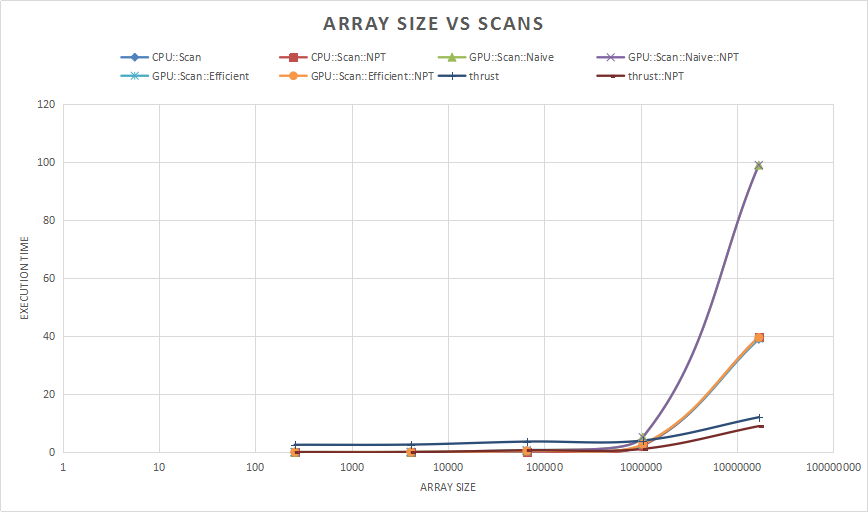 ARRAY SIZE VS SCANS
CPU::Scan CPU::Scan::NPT GPU::Scan::Naive GPU::Scan::Naive::NPT
GPU::Scan::Efficient GPU::Scan::Efficient::NPT thrust thrust::NPT
120
100
80
60
40
20
0
EXECUTION TIME
1 10 100 1000 10000 100000 1000000 10000000 100000000
ARRAY SIZE